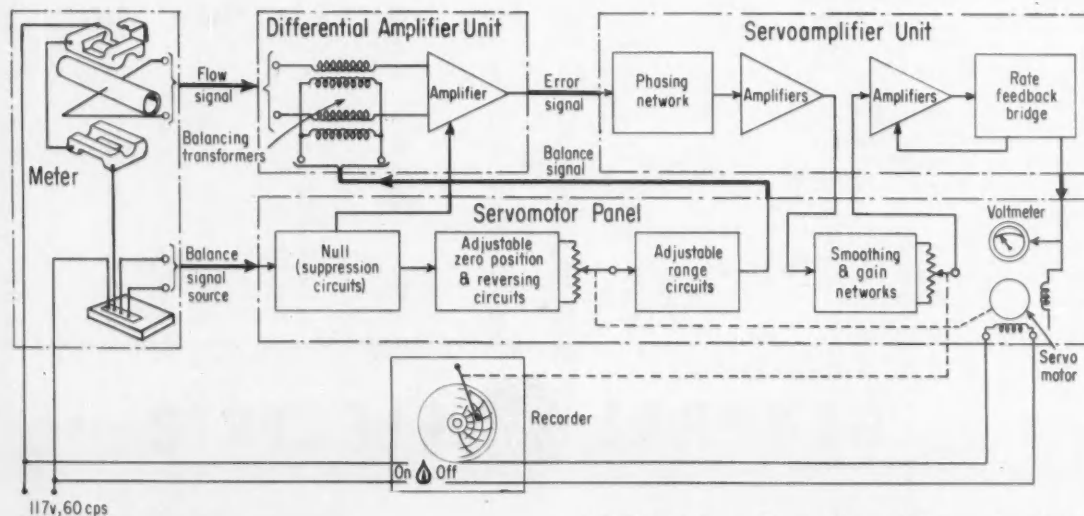 Differential Amplifier Unit
Servoamplifier Unit
Flow
signal
Balancing
transformers
Amplifier
Error
signal
Phasing
network
Amplifiers
Amplifiers
Rate
feedback
bridge
Balance
signal
Meter
Servomotor Panel
Voltmeter
Balance
signal
source
Null
(suppression
circuits)
Adjustable
zero position
& reversing
circuits
Adjustable
range
circuits
Smoothing
& gain
networks
Servo
motor
Recorder
On
Off
117v, 60 cps